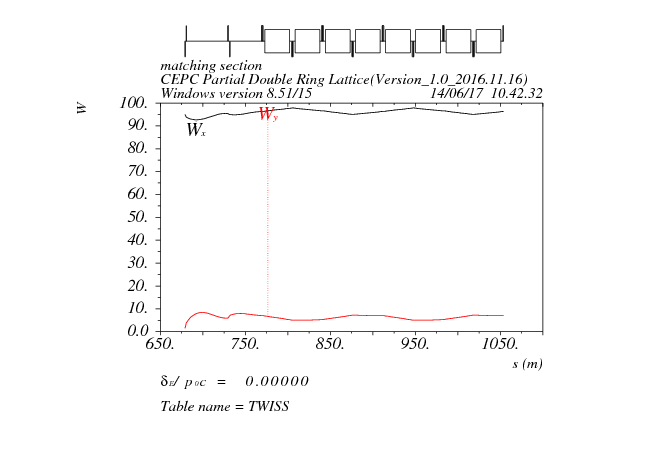 matching section
CEPC Partial Double Ring Lattice(Version_1.0_2016.11.16)
Windows version 8.51/15 14/06/17 10.42.32
W
100.
90.
80.
70.
60.
50.
40.
30.
20.
10.
0.0
Wx
Wy
650. 750. 850. 950. 1050.
s (m)
δE/ p0c = 0.00000
Table name = TWISS